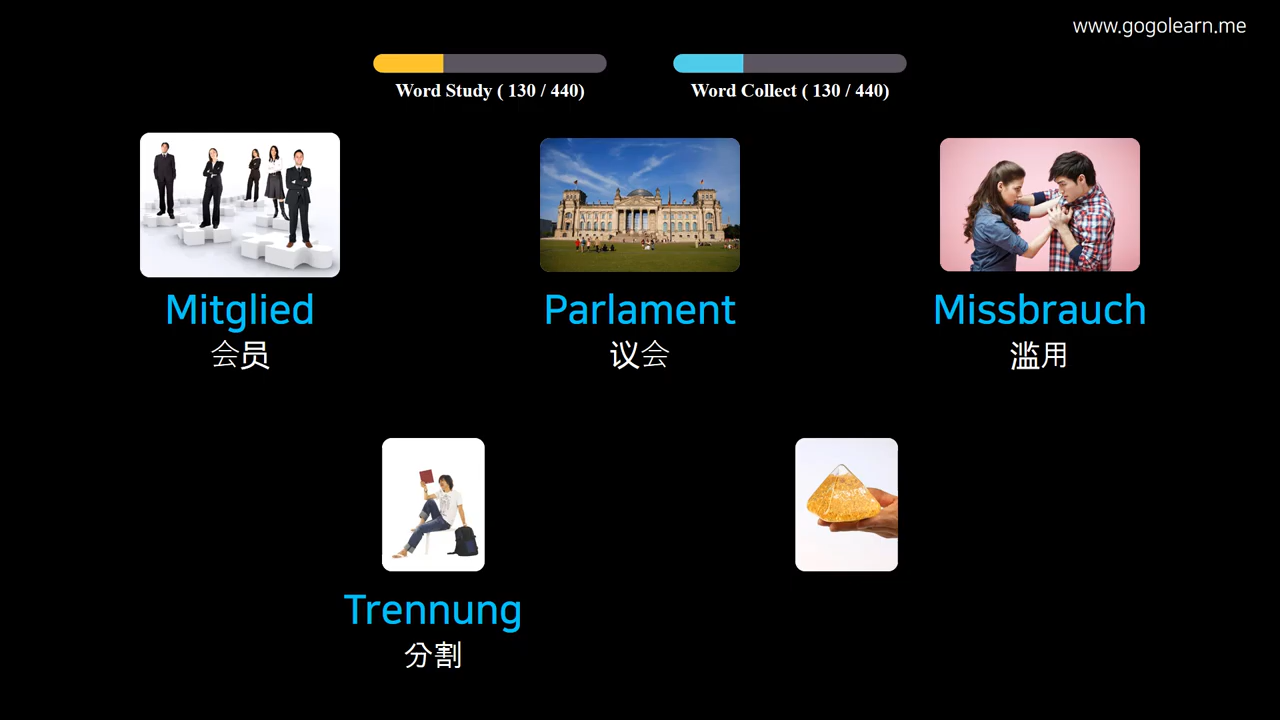 www.gogolearn.me
Word Study ( 130 / 440)
Word Collect ( 130 / 440)
Mitglied
会员
Parlament
议会
Missbrauch
滥用
Trennung
分割